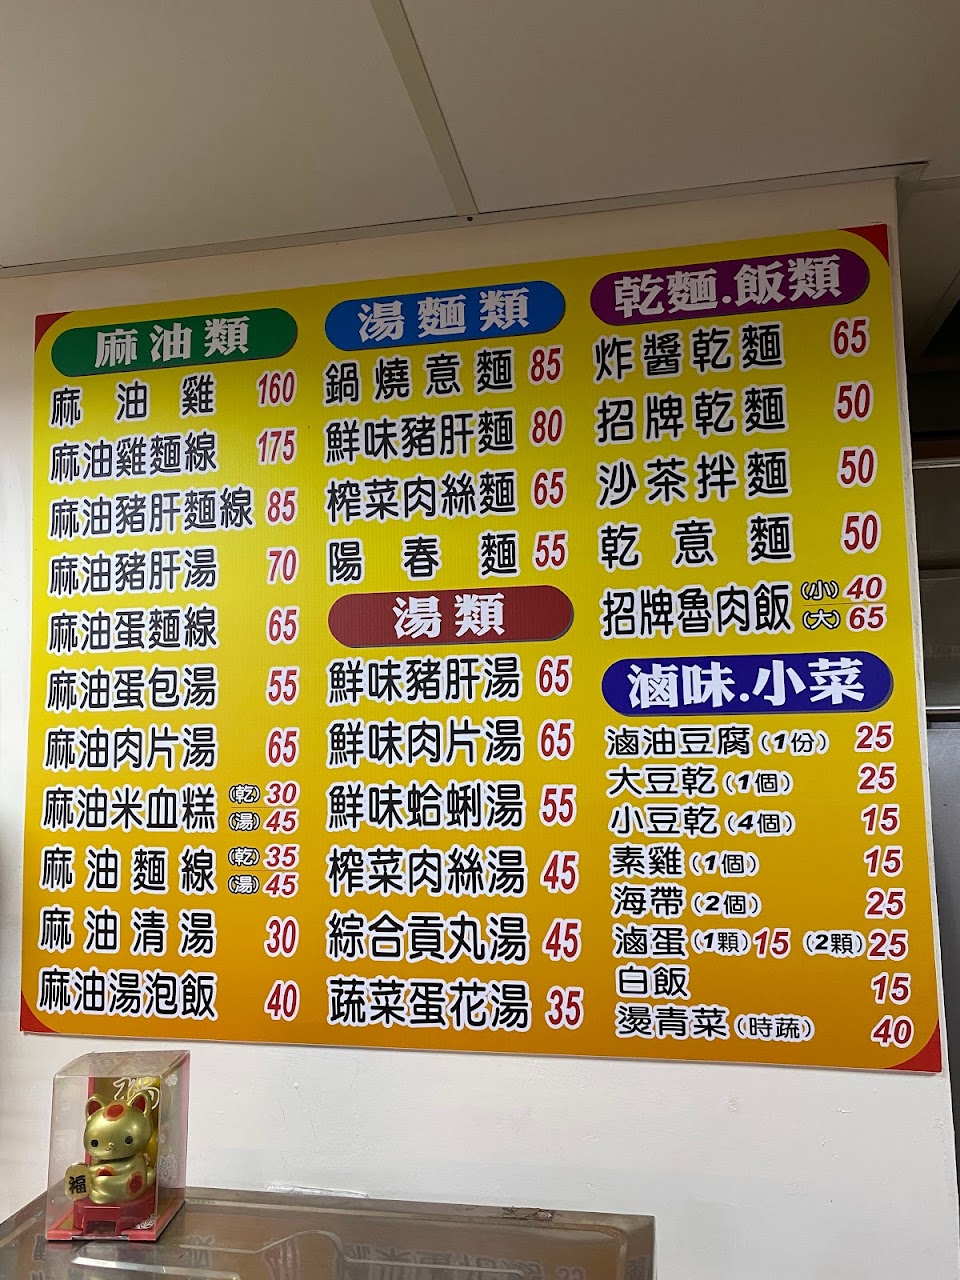 麻油類
麻油雞 160
麻油雞麵線 175
麻油豬肝麵線 85
麻油豬肝湯 70
麻油蛋麵線 65
麻油蛋包湯 55
麻油肉片湯 65
麻油米血糕 (乾) 30
(湯) 45
麻油麵線 (乾) 35
(湯) 45
麻油清湯 30
麻油湯泡飯 40
湯麵類
鍋燒意麵 85
鮮味豬肝麵 80
榨菜肉絲麵 65
陽春麵 55
湯類
鮮味豬肝湯 65
鮮味肉片湯 65
鮮味蛤蜊湯 55
榨菜肉絲湯 45
綜合貢丸湯 45
蔬菜蛋花湯 35
乾麵.飯類
炸醬乾麵 65
招牌乾麵 50
沙茶拌麵 50
乾意麵 50
招牌魯肉飯 (小) 40
(大) 65
滷味.小菜
滷油豆腐(1份) 25
大豆乾(1個) 25
小豆乾(4個) 15
素雞(1個) 15
海帶(2個) 25
滷蛋(1顆)15 (2顆)25
白飯 15
燙青菜(時蔬) 40
福